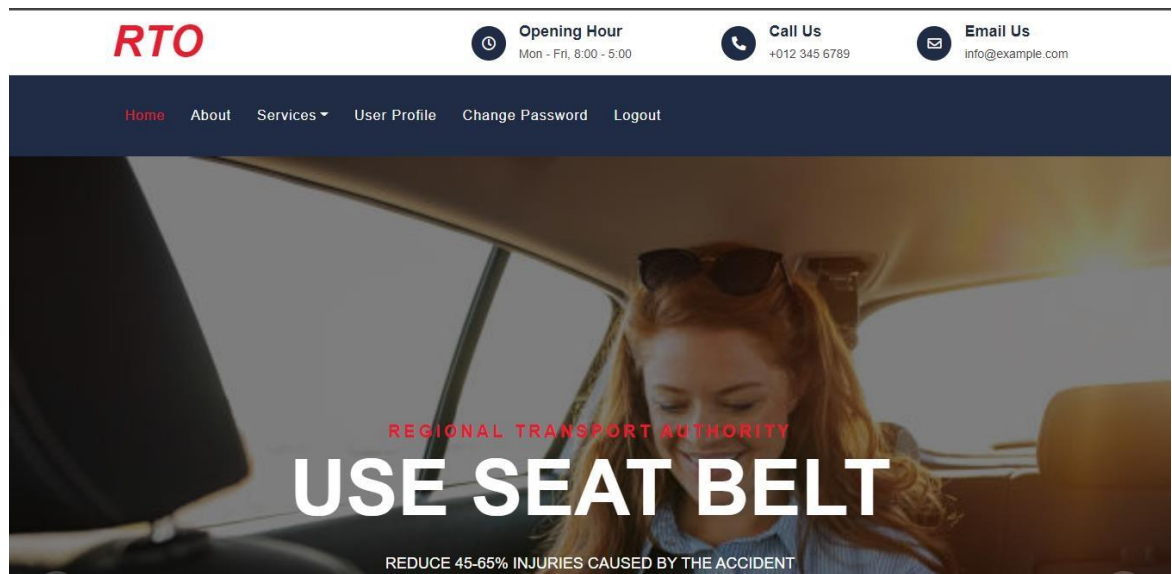 RTO
Opening Hour
Mon - Fri, 8:00 - 5:00
Call Us
+012 345 6789
Email Us
info@example.com
Home About Services User Profile Change Password Logout
REGIONAL TRANSPORT AUTHORITY
USE SEAT BELT
REDUCE 45-65% INJURIES CAUSED BY THE ACCIDENT